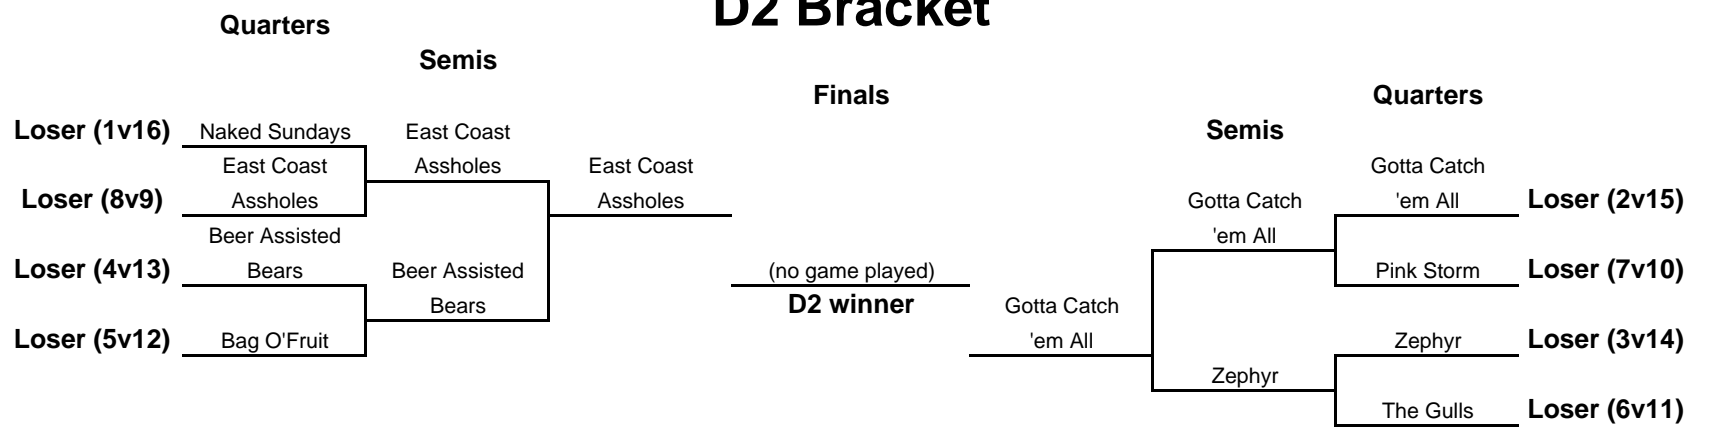 D2 Bracket
Quarters
Semis
Finals
Quarters
Semis
Loser (1v16)
Naked Sundays
East Coast
Assholes
Loser (8v9)
East Coast
Assholes
East Coast
Assholes
Beer Assisted
Bears
Loser (4v13)
Beer Assisted
Bears
Loser (5v12)
Bag O'Fruit
(no game played)
D2 winner
Gotta Catch
'em All
Gotta Catch
'em All
Gotta Catch
'em All
Loser (2v15)
Pink Storm
Loser (7v10)
Zephyr
Zephyr
Loser (3v14)
The Gulls
Loser (6v11)